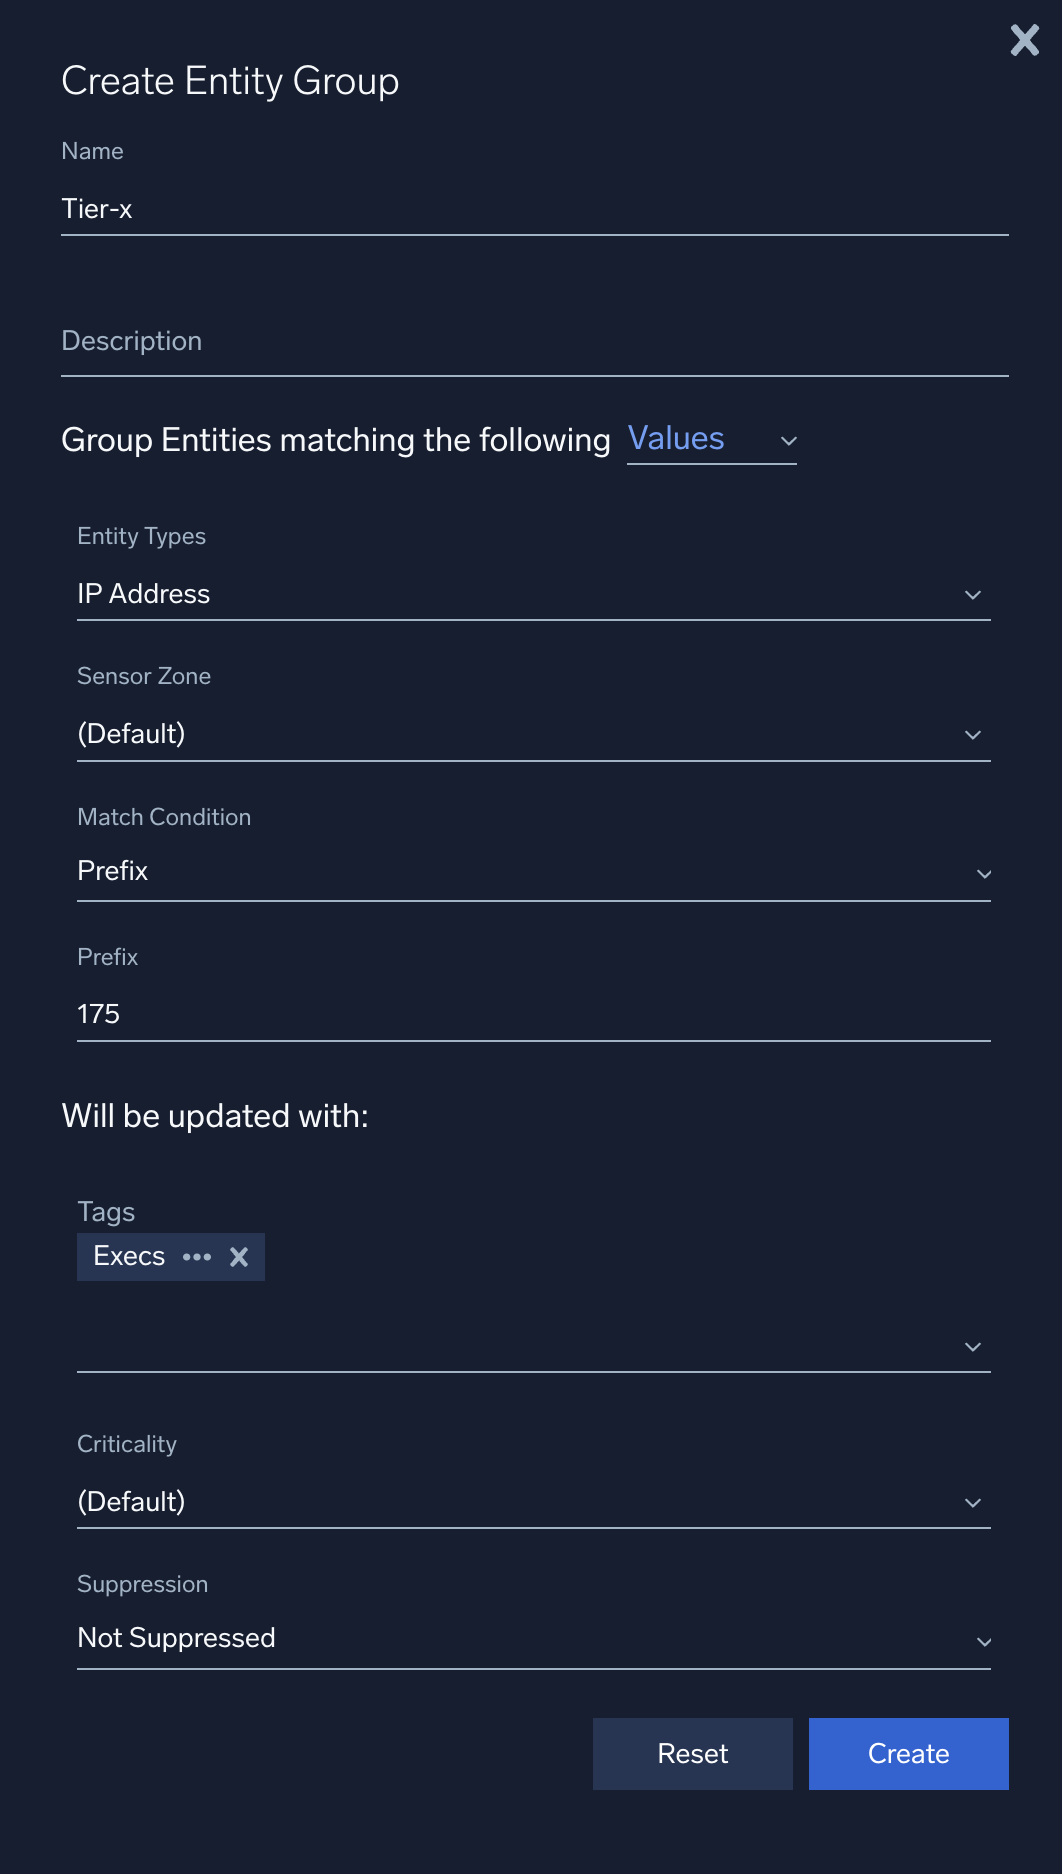 Create Entity Group
Name
Tier-x
Description
Group Entities matching the following Values
Entity Types
IP Address
Sensor Zone
(Default)
Match Condition
Prefix
Prefix
175
Will be updated with:
Tags
Execs
Criticality
(Default)
Suppression
Not Suppressed
Reset Create